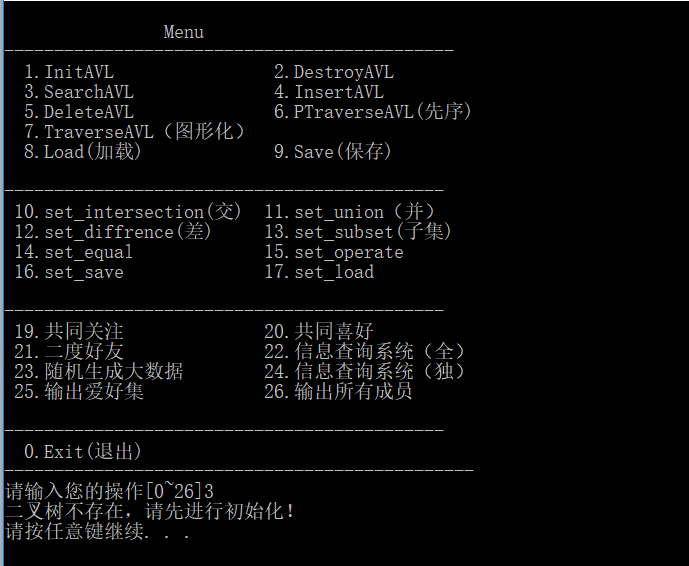 Menu
---------------------------------------------
1.InitAVL 2.DestroyAVL
3.SearchAVL 4.InsertAVL
5.DeleteAVL 6.PTraverseAVL(先序)
7.TraverseAVL（图形化）
8.Load(加载) 9.Save(保存)
--------------------------------------------
10.set_intersection(交) 11.set_union（并）
12.set_diffrence(差) 13.set_subset(子集)
14.set_equal 15.set_operate
16.set_save 17.set_load
--------------------------------------------
19.共同关注 20.共同喜好
21.二度好友 22.信息查询系统（全）
23.随机生成大数据 24.信息查询系统（独）
25.输出爱好集 26.输出所有成员
--------------------------------------------
0.Exit(退出)
-----------------------------------------------
请输入您的操作[0~26]3
二叉树不存在，请先进行初始化！
请按任意键继续. . .